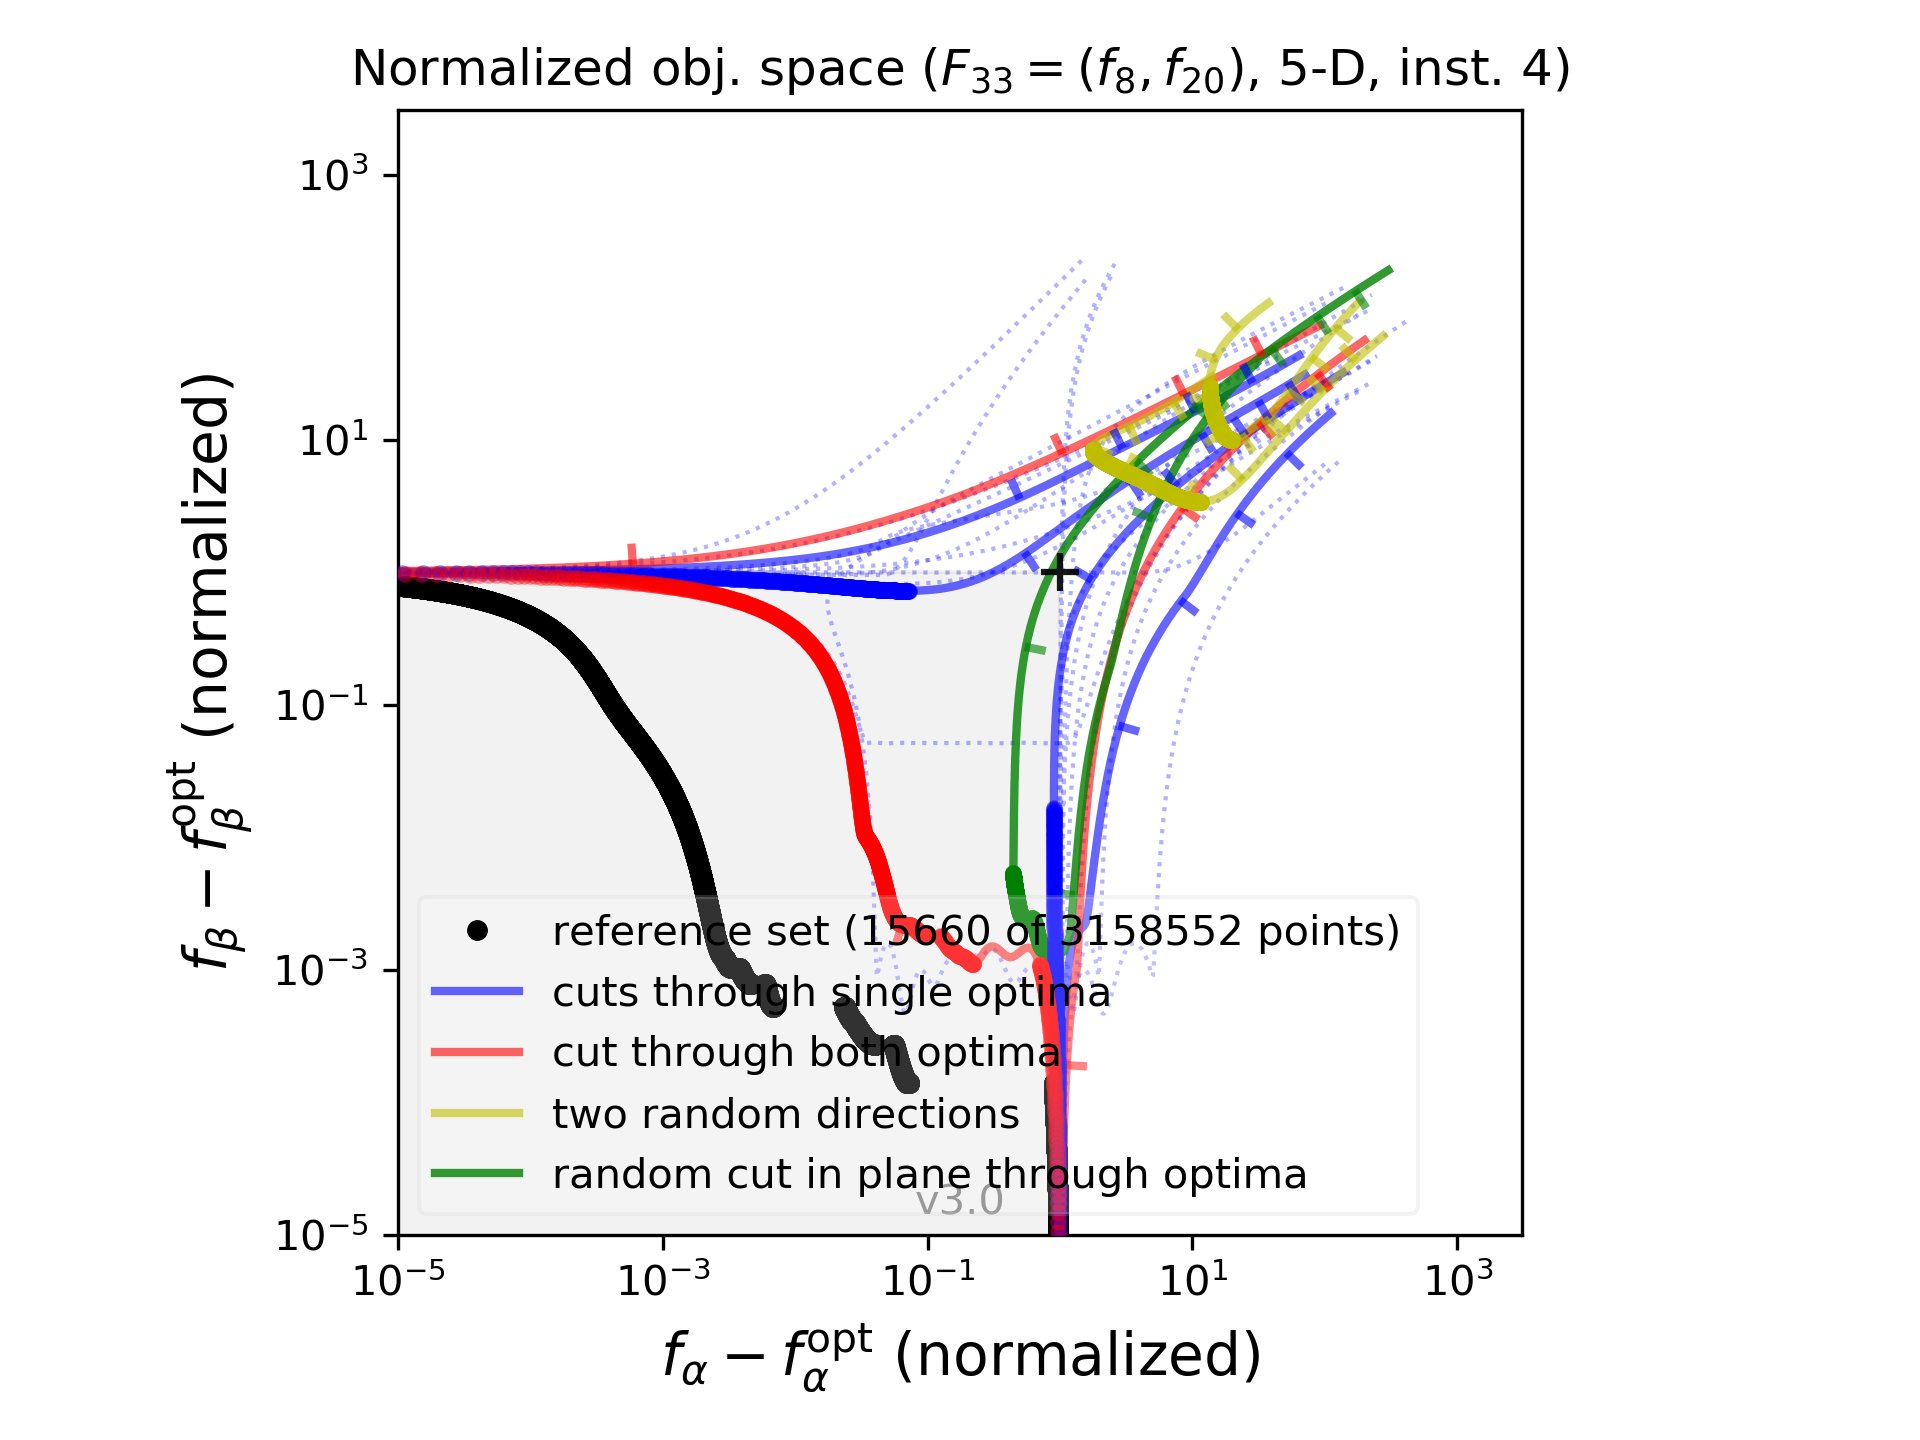 Normalized obj. space (F₃₃ = (f₈, f₂₀), 5-D, inst. 4)
10³
10¹
10⁻¹
10⁻³
10⁻⁵
f_β − f_β^opt (normalized)
reference set (15660 of 3158552 points)
cuts through single optima
cut through both optima
two random directions
random cut in plane through optima
v3.0
10⁻⁵ 10⁻³ 10⁻¹ 10¹ 10³
f_α − f_α^opt (normalized)